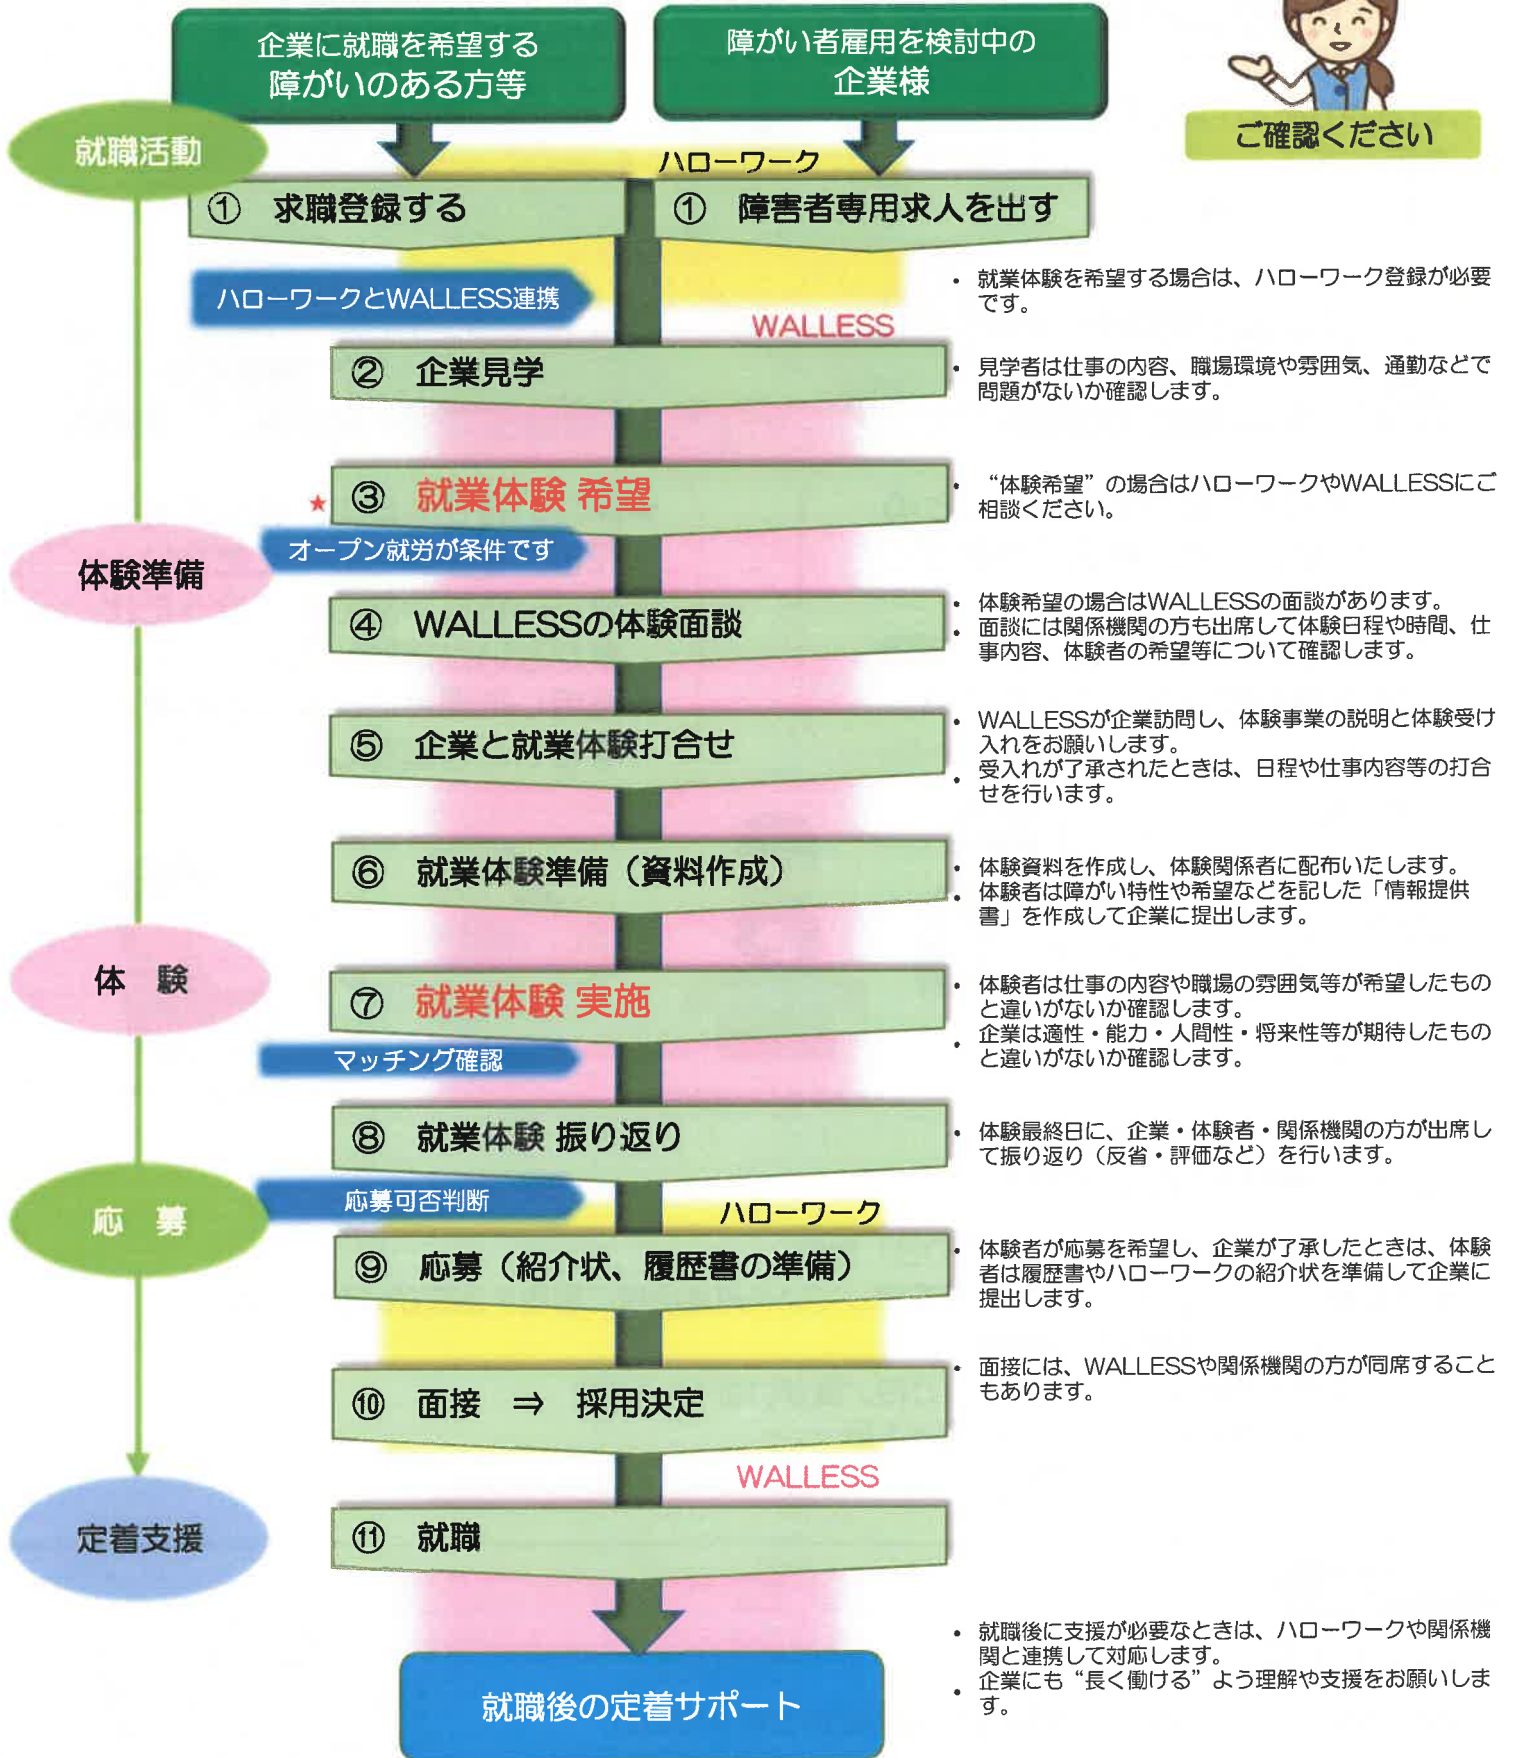 企業に就職を希望する
障がいのある方等
障がい者雇用を検討中の
企業様
ご確認ください
就職活動
ハローワーク
① 求職登録する
① 障害者専用求人を出す
ハローワークとWALLESS連携
・ 就業体験を希望する場合は、ハローワーク登録が必要
です。
WALLESS
② 企業見学
・ 見学者は仕事の内容、職場環境や雰囲気、通勤などで
問題がないか確認します。
★ ③ 就業体験 希望
・ “体験希望”の場合はハローワークやWALLESSにご
相談ください。
オープン就労が条件です
体験準備
④ WALLESSの体験面談
・ 体験希望の場合はWALLESSの面談があります。
・ 面談には関係機関の方も出席して体験日程や時間、仕
事内容、体験者の希望等について確認します。
⑤ 企業と就業体験打合せ
・ WALLESSが企業訪問し、体験事業の説明と体験受け
入れをお願いします。
・ 受入れが了承されたときは、日程や仕事内容等の打合
せを行います。
⑥ 就業体験準備（資料作成）
・ 体験資料を作成し、体験関係者に配布いたします。
・ 体験者は障がい特性や希望などを記した「情報提供
書」を作成して企業に提出します。
体 験
⑦ 就業体験 実施
・ 体験者は仕事の内容や職場の雰囲気等が希望したもの
と違いがないか確認します。
・ 企業は適性・能力・人間性・将来性等が期待したもの
と違いがないか確認します。
マッチング確認
⑧ 就業体験 振り返り
・ 体験最終日に、企業・体験者・関係機関の方が出席し
て振り返り（反省・評価など）を行います。
応募可否判断
応 募
ハローワーク
⑨ 応募（紹介状、履歴書の準備）
・ 体験者が応募を希望し、企業が了承したときは、体験
者は履歴書やハローワークの紹介状を準備して企業に
提出します。
⑩ 面接 ⇒ 採用決定
・ 面接には、WALLESSや関係機関の方が同席すること
もあります。
WALLESS
定着支援
⑪ 就職
就職後の定着サポート
・ 就職後に支援が必要なときは、ハローワークや関係機
関と連携して対応します。
・ 企業にも“長く働ける”よう理解や支援をお願いしま
す。